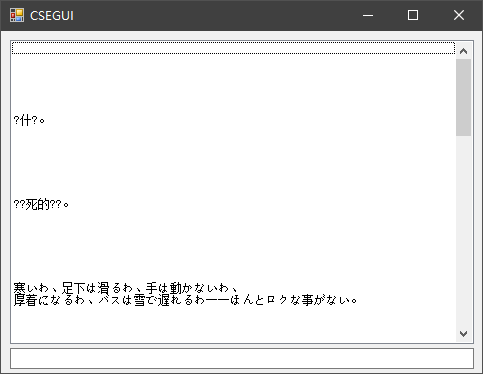 CSEGUI
?什?。
??死的??。
寒いわ、足下は滑るわ、手は動かないわ、
厚着になるわ、バスは雪で遅れるわ――ほんとロクな事がない。